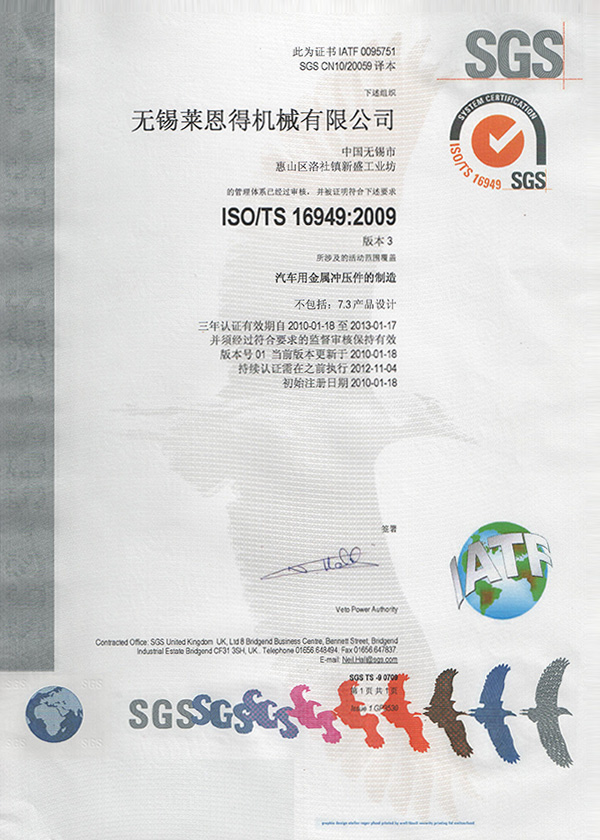 此为证书 IATF 0095751
SGS CN10/20059 译本
SGS
下述组织
无锡莱恩得机械有限公司
SYSTEM CERTIFICATION
ISO/TS 16949
SGS
中国无锡市
惠山区洛社镇新盛工业坊
的管理体系已经过审核，并被证明符合下述要求
ISO/TS 16949:2009
版本 3
所涉及的活动范围覆盖
汽车用金属冲压件的制造
不包括：7.3 产品设计
三年认证有效期自 2010-01-18 至 2013-01-17
并须经过符合要求的监督审核保持有效
版本号 01 当前版本更新于 2010-01-18
持续认证需在之前执行 2012-11-04
初始注册日期 2010-01-18
签署
IATF
Veto Power Authority
Contracted Office: SGS United Kingdom UK, Ltd 8 Bridgend Business Centre, Bennett Street, Bridgend
Industrial Estate Bridgend CF31 3SH, UK.. Telephone 01656.648494. Fax 01656.647837.
E-mail: Neil.Hall@sgs.com
SGS TS -9 0709
第 1 页 共 1 页
SGSSGSSGS